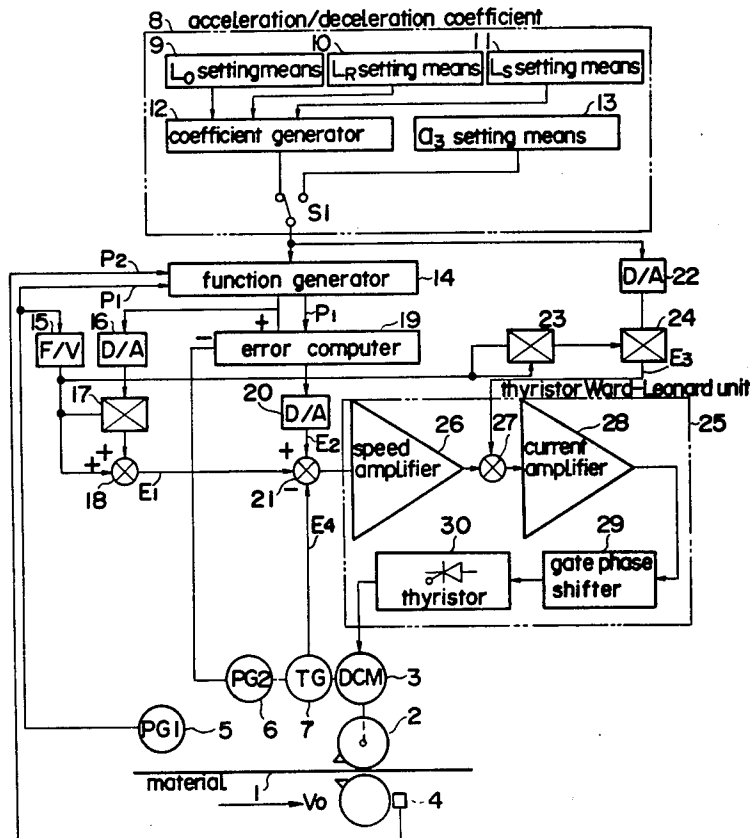 8 acceleration/deceleration coefficient
9 10 11
Lo setting means LR setting means LS setting means
12 13
coefficient generator a3 setting means
S1
P2
function generator 14 D/A 22
P1
15 16 + P1 19 23 24
F/V D/A - error computer
E3
17 20 D/A thyristor Ward-Leonard unit
26 27 28 25
+ + + E2 speed amplifier current amplifier
18 E1 21 -
E4
30 29
thyristor gate phase shifter
PG2 TG DCM 3
6 7
PG1 5 2
material
1 Vo 4